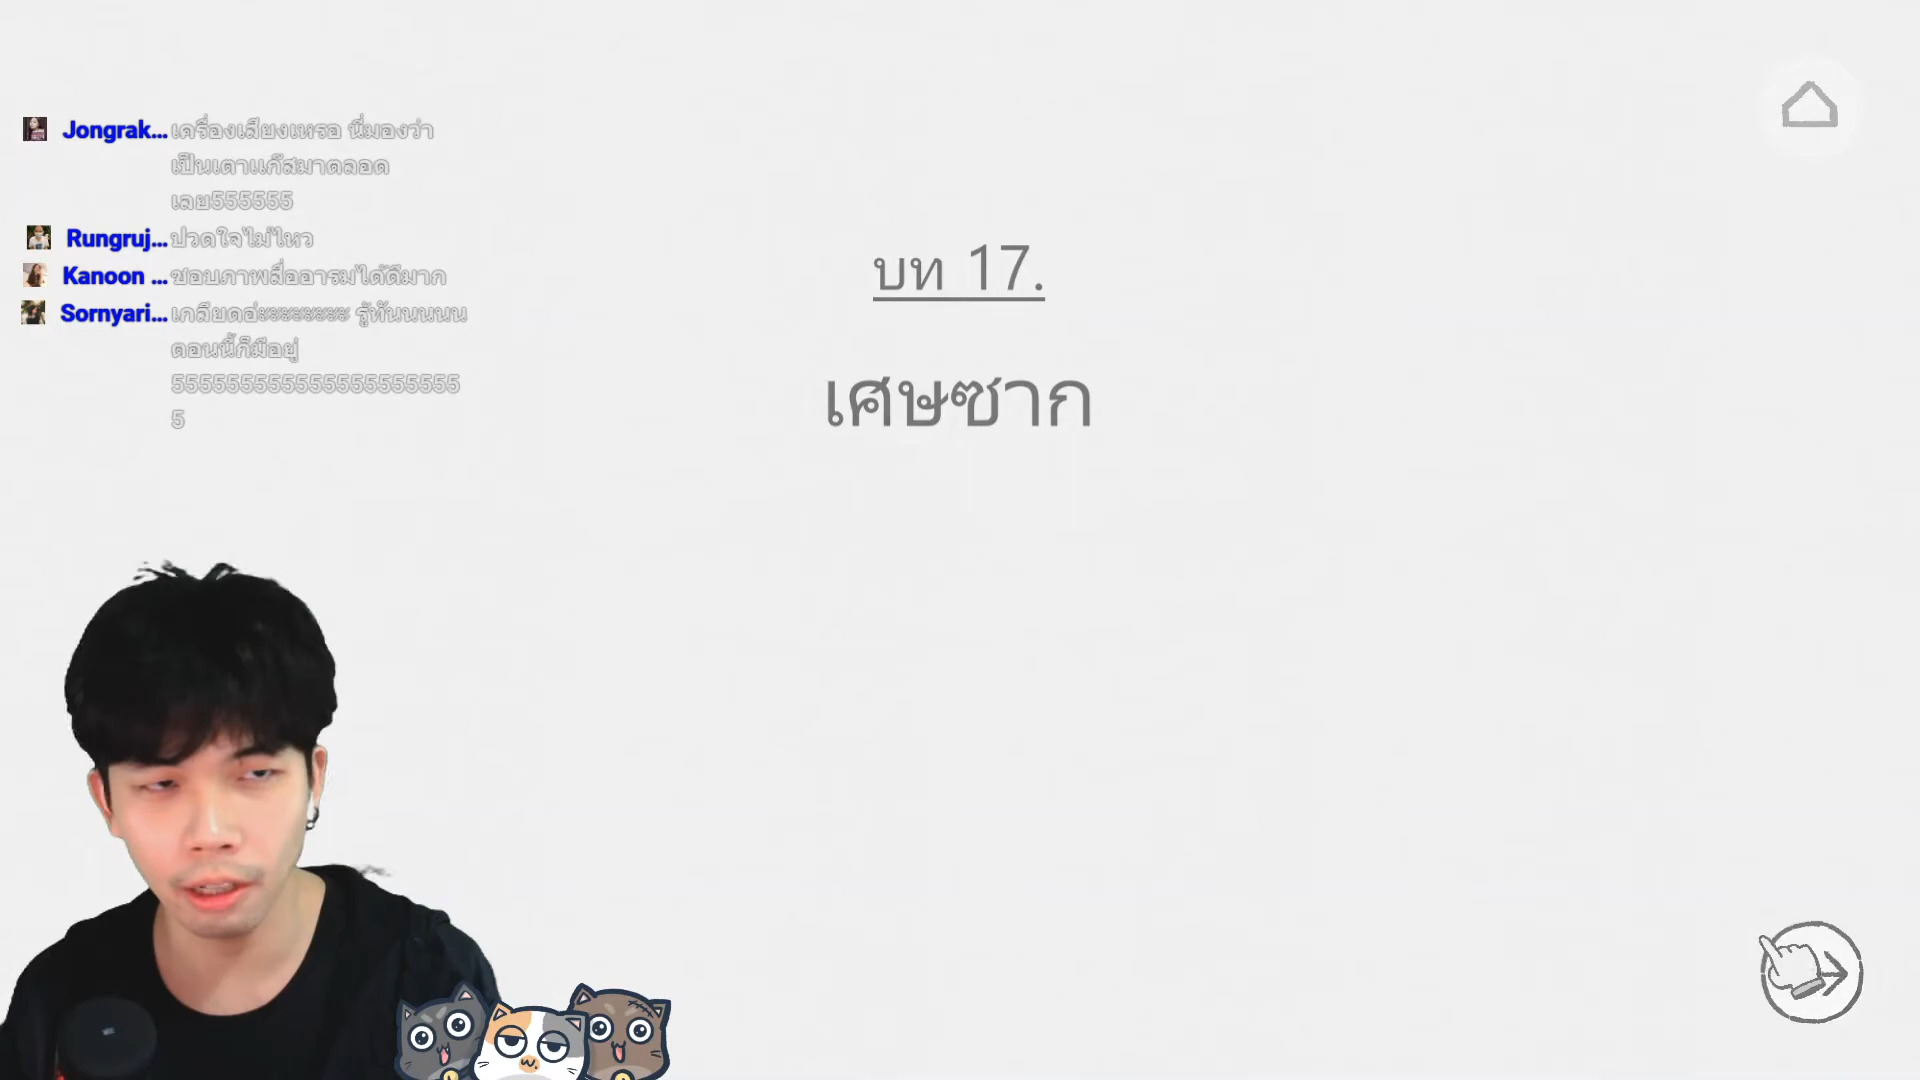 Jongrak... เครื่องเสียงเหรอ นี่มองว่า
เป็นเตาแก๊สมาตลอด
เลย555555
Rungruj... ปวดใจไม่ไหว
Kanoon ... ชอบภาพสื่ออารมได้ดีมาก
Sornyari... เกลียดอ่ะะะะะะะะ รู้ทันนนนน
ตอนนี้ก็มีอยู่
555555555555555555555
5
บท 17.
เศษซาก